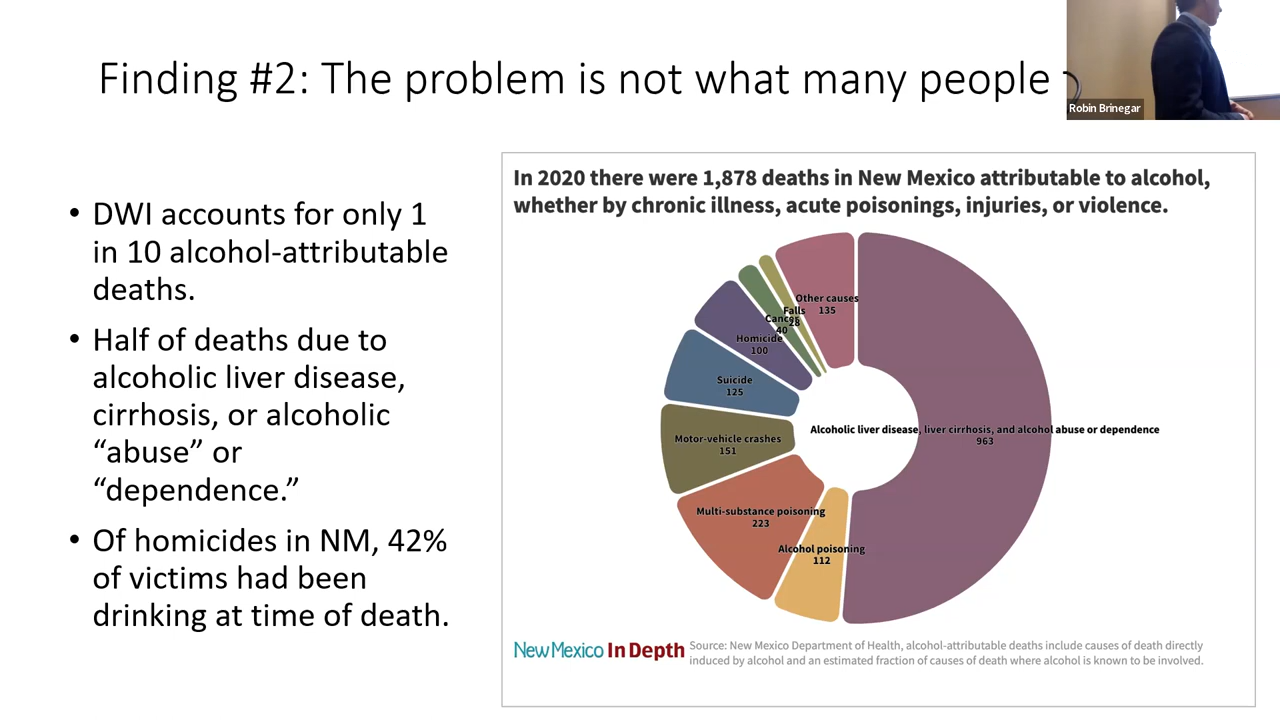 Finding #2: The problem is not what many people
Robin Brinegar
• DWI accounts for only 1
in 10 alcohol-attributable
deaths.
• Half of deaths due to
alcoholic liver disease,
cirrhosis, or alcoholic
“abuse” or
“dependence.”
• Of homicides in NM, 42%
of victims had been
drinking at time of death.
In 2020 there were 1,878 deaths in New Mexico attributable to alcohol,
whether by chronic illness, acute poisonings, injuries, or violence.
Other causes
135
Falls
28
Cancer
40
Homicide
100
Suicide
125
Motor-vehicle crashes
151
Multi-substance poisoning
223
Alcohol poisoning
112
Alcoholic liver disease, liver cirrhosis, and alcohol abuse or dependence
963
New Mexico In Depth
Source: New Mexico Department of Health, alcohol-attributable deaths include causes of death directly
induced by alcohol and an estimated fraction of causes of death where alcohol is known to be involved.